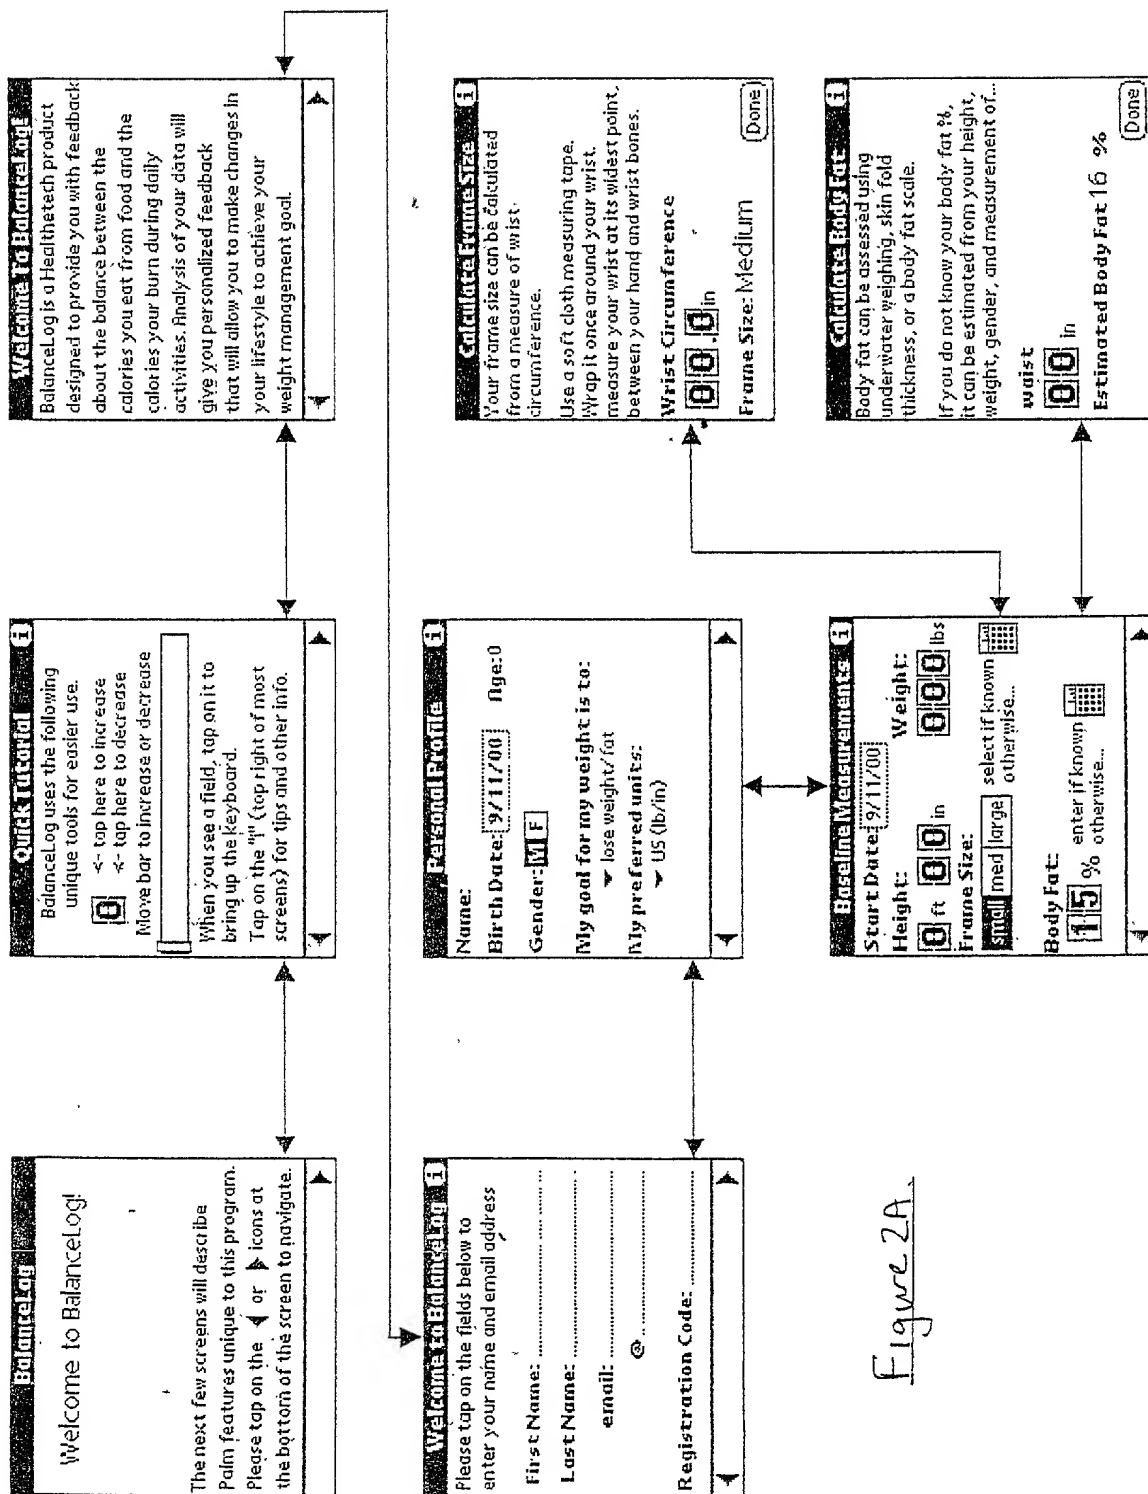 BalanceLog
Welcome to BalanceLog!
The next few screens will describe
Palm features unique to this program.
Please tap on the ◀ or ▶ icons at
the bottom of the screen to navigate.
Quick Tutorial i
BalanceLog uses the following
unique tools for easier use.
0 <- tap here to increase
<- tap here to decrease
Move bar to increase or decrease
When you see a field, tap on it to
bring up the keyboard.
Tap on the "i" (top right of most
screens) for tips and other info.
Welcome to BalanceLog!
BalanceLog is a Healthetech product
designed to provide you with feedback
about the balance between the
calories you eat from food and the
calories your burn during daily
activities. Analysis of your data will
give you personalized feedback
that will allow you to make changes in
your lifestyle to achieve your
weight management goal.
Welcome to BalanceLog i
Please tap on the fields below to
enter your name and email address
First Name:
Last Name:
email:
@
Registration Code:
Personal Profile i
Name:
Birth Date: 9/11/00 Age: 0
Gender: M F
My goal for my weight is to:
▼ lose weight/fat
My preferred units:
▼ US (lb/in)
Calculate Frame Size i
Your frame size can be calculated
from a measure of wrist
circumference.
Use a soft cloth measuring tape.
Wrap it once around your wrist.
measure your wrist at its widest point,
between your hand and wrist bones.
Wrist Circumference
00.0 in
Frame Size: Medium
Done
Baseline Measurements i
Start Date: 9/11/00
Height: Weight:
0 ft 00 in 000 lbs
Frame Size:
small med large select if known
otherwise...
Body Fat:
15 % enter if known
otherwise...
Calculate Body Fat i
Body fat can be assessed using
underwater weighing, skin fold
thickness, or a body fat scale.
If you do not know your body fat %,
it can be estimated from your height,
weight, gender, and measurement of...
waist
00 in
Estimated Body Fat 16 %
Done
Figure 2A.